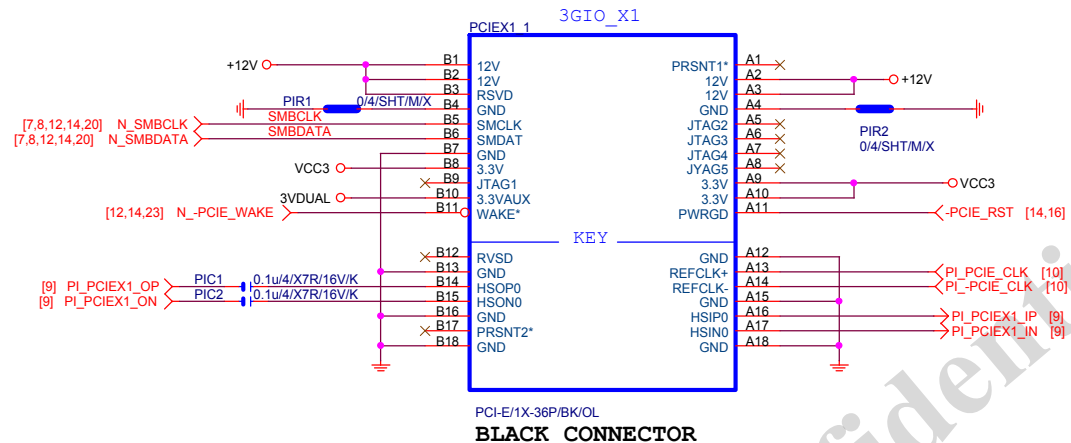 3GIO_X1
PCIEX1_1
+12V B1 12V PRSNT1* A1
B2 12V 12V A2 +12V
B3 RSVD 12V A3
PIR1 0/4/SHT/M/X B4 GND GND A4
[7,8,12,14,20] N_SMBCLK SMBCLK B5 SMCLK JTAG2 A5
[7,8,12,14,20] N_SMBDATA SMBDATA B6 SMDAT JTAG3 A6 PIR2
B7 GND JTAG4 A7 0/4/SHT/M/X
VCC3 B8 3.3V JYAG5 A8
B9 JTAG1 3.3V A9 VCC3
3VDUAL B10 3.3VAUX 3.3V A10
[12,14,23] N_-PCIE_WAKE B11 WAKE* PWRGD A11 -PCIE_RST [14,16]
KEY
B12 RVSD GND A12
B13 GND REFCLK+ A13 PI_PCIE_CLK [10]
[9] PI_PCIEX1_OP PIC1 0.1u/4/X7R/16V/K B14 HSOP0 REFCLK- A14 PI_-PCIE_CLK [10]
[9] PI_PCIEX1_ON PIC2 0.1u/4/X7R/16V/K B15 HSON0 GND A15
B16 GND HSIP0 A16 PI_PCIEX1_IP [9]
B17 PRSNT2* HSIN0 A17 PI_PCIEX1_IN [9]
B18 GND GND A18
PCI-E/1X-36P/BK/OL
BLACK CONNECTOR